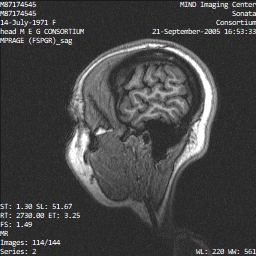 M87174545
MIND Imaging Center
M87174545
Sonata
14-July-1971 F
Consortium
head M E G CONSORTIUM
21-September-2005 16:53:33
MPRAGE (FSPGR)_sag
ST: 1.30 SL: 51.67
RT: 2730.00 ET: 3.25
FS: 1.49
MR
Images: 114/144
Series: 2
WL: 220 WW: 561